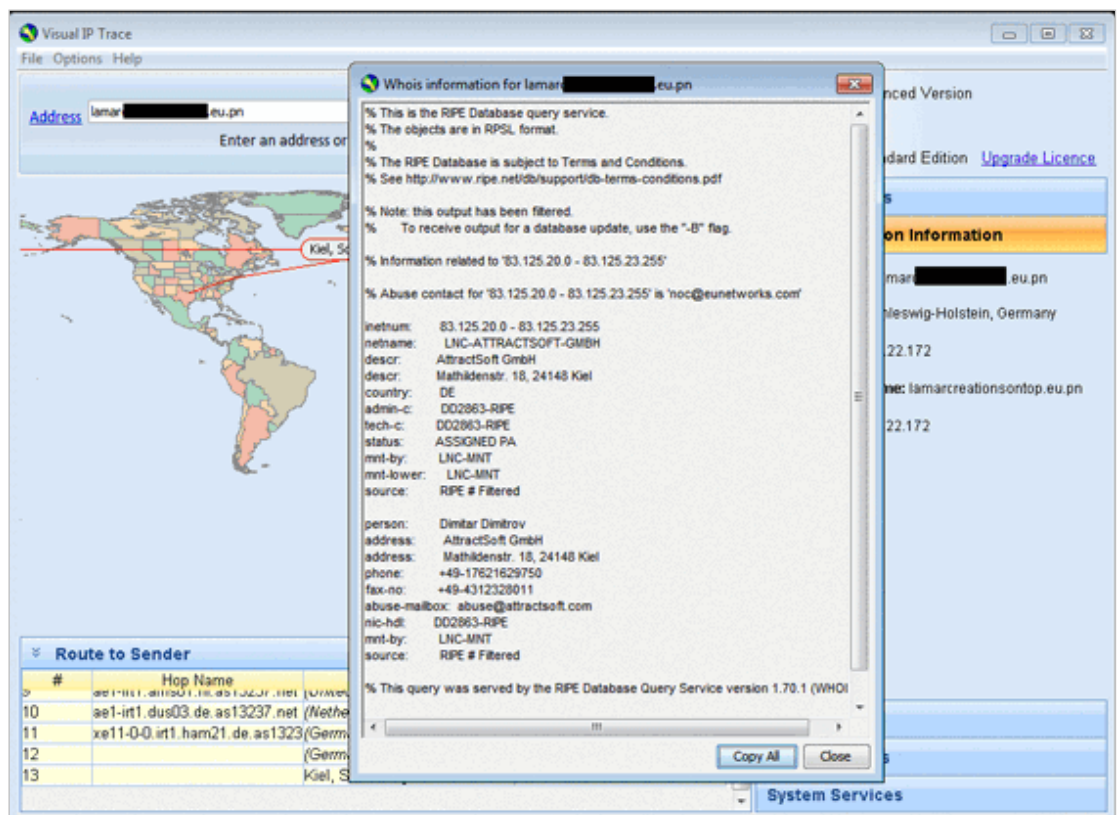 Visual IP Trace
File Options Help
Address
lamar eu.pn
Enter an address or
nced Version
dard Edition Upgrade Licence
s
on Information
mar .eu.pn
leswig-Holstein, Germany
.22.172
me: lamarcreationsontop.eu.pn
22.172
Kiel, S
Whois information for lamar .eu.pn
% This is the RIPE Database query service.
% The objects are in RPSL format.
%
% The RIPE Database is subject to Terms and Conditions.
% See http://www.ripe.net/db/support/db-terms-conditions.pdf
% Note: this output has been filtered.
% To receive output for a database update, use the "-B" flag.
% Information related to '83.125.20.0 - 83.125.23.255'
% Abuse contact for '83.125.20.0 - 83.125.23.255' is 'noc@eunetworks.com'
inetnum: 83.125.20.0 - 83.125.23.255
netname: LNC-ATTRACTSOFT-GMBH
descr: AttractSoft GmbH
descr: Mathildenstr. 18, 24148 Kiel
country: DE
admin-c: DD2863-RIPE
tech-c: DD2863-RIPE
status: ASSIGNED PA
mnt-by: LNC-MNT
mnt-lower: LNC-MNT
source: RIPE # Filtered
person: Dimitar Dimitrov
address: AttractSoft GmbH
address: Mathildenstr. 18, 24148 Kiel
phone: +49-17621629750
fax-no: +49-4312328011
abuse-mailbox: abuse@attractsoft.com
nic-hdl: DD2863-RIPE
mnt-by: LNC-MNT
source: RIPE # Filtered
% This query was served by the RIPE Database Query Service version 1.70.1 (WHOI
Copy All Close
Route to Sender
# Hop Name
10 ae1-irt1.dus03.de.as13237.net (Nethe
11 xe11-0-0.irt1.ham21.de.as1323 (Germ
12 (Germ
13 Kiel, S
s
System Services